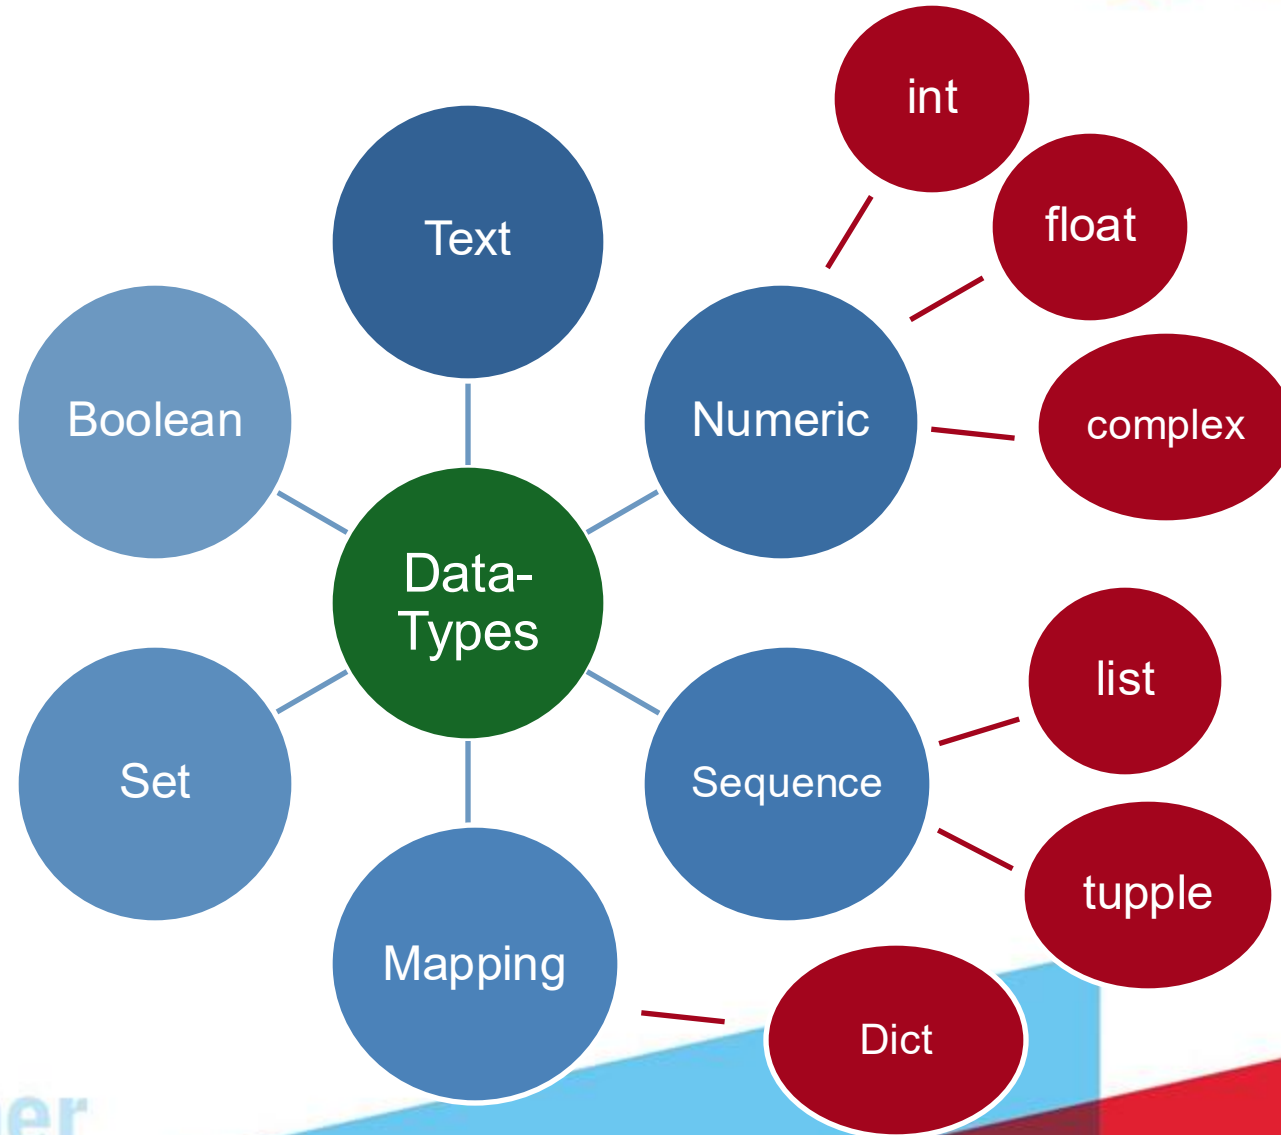 int
float
Text
Boolean
Numeric
complex
Data-
Types
list
Set
Sequence
tupple
Mapping
Dict